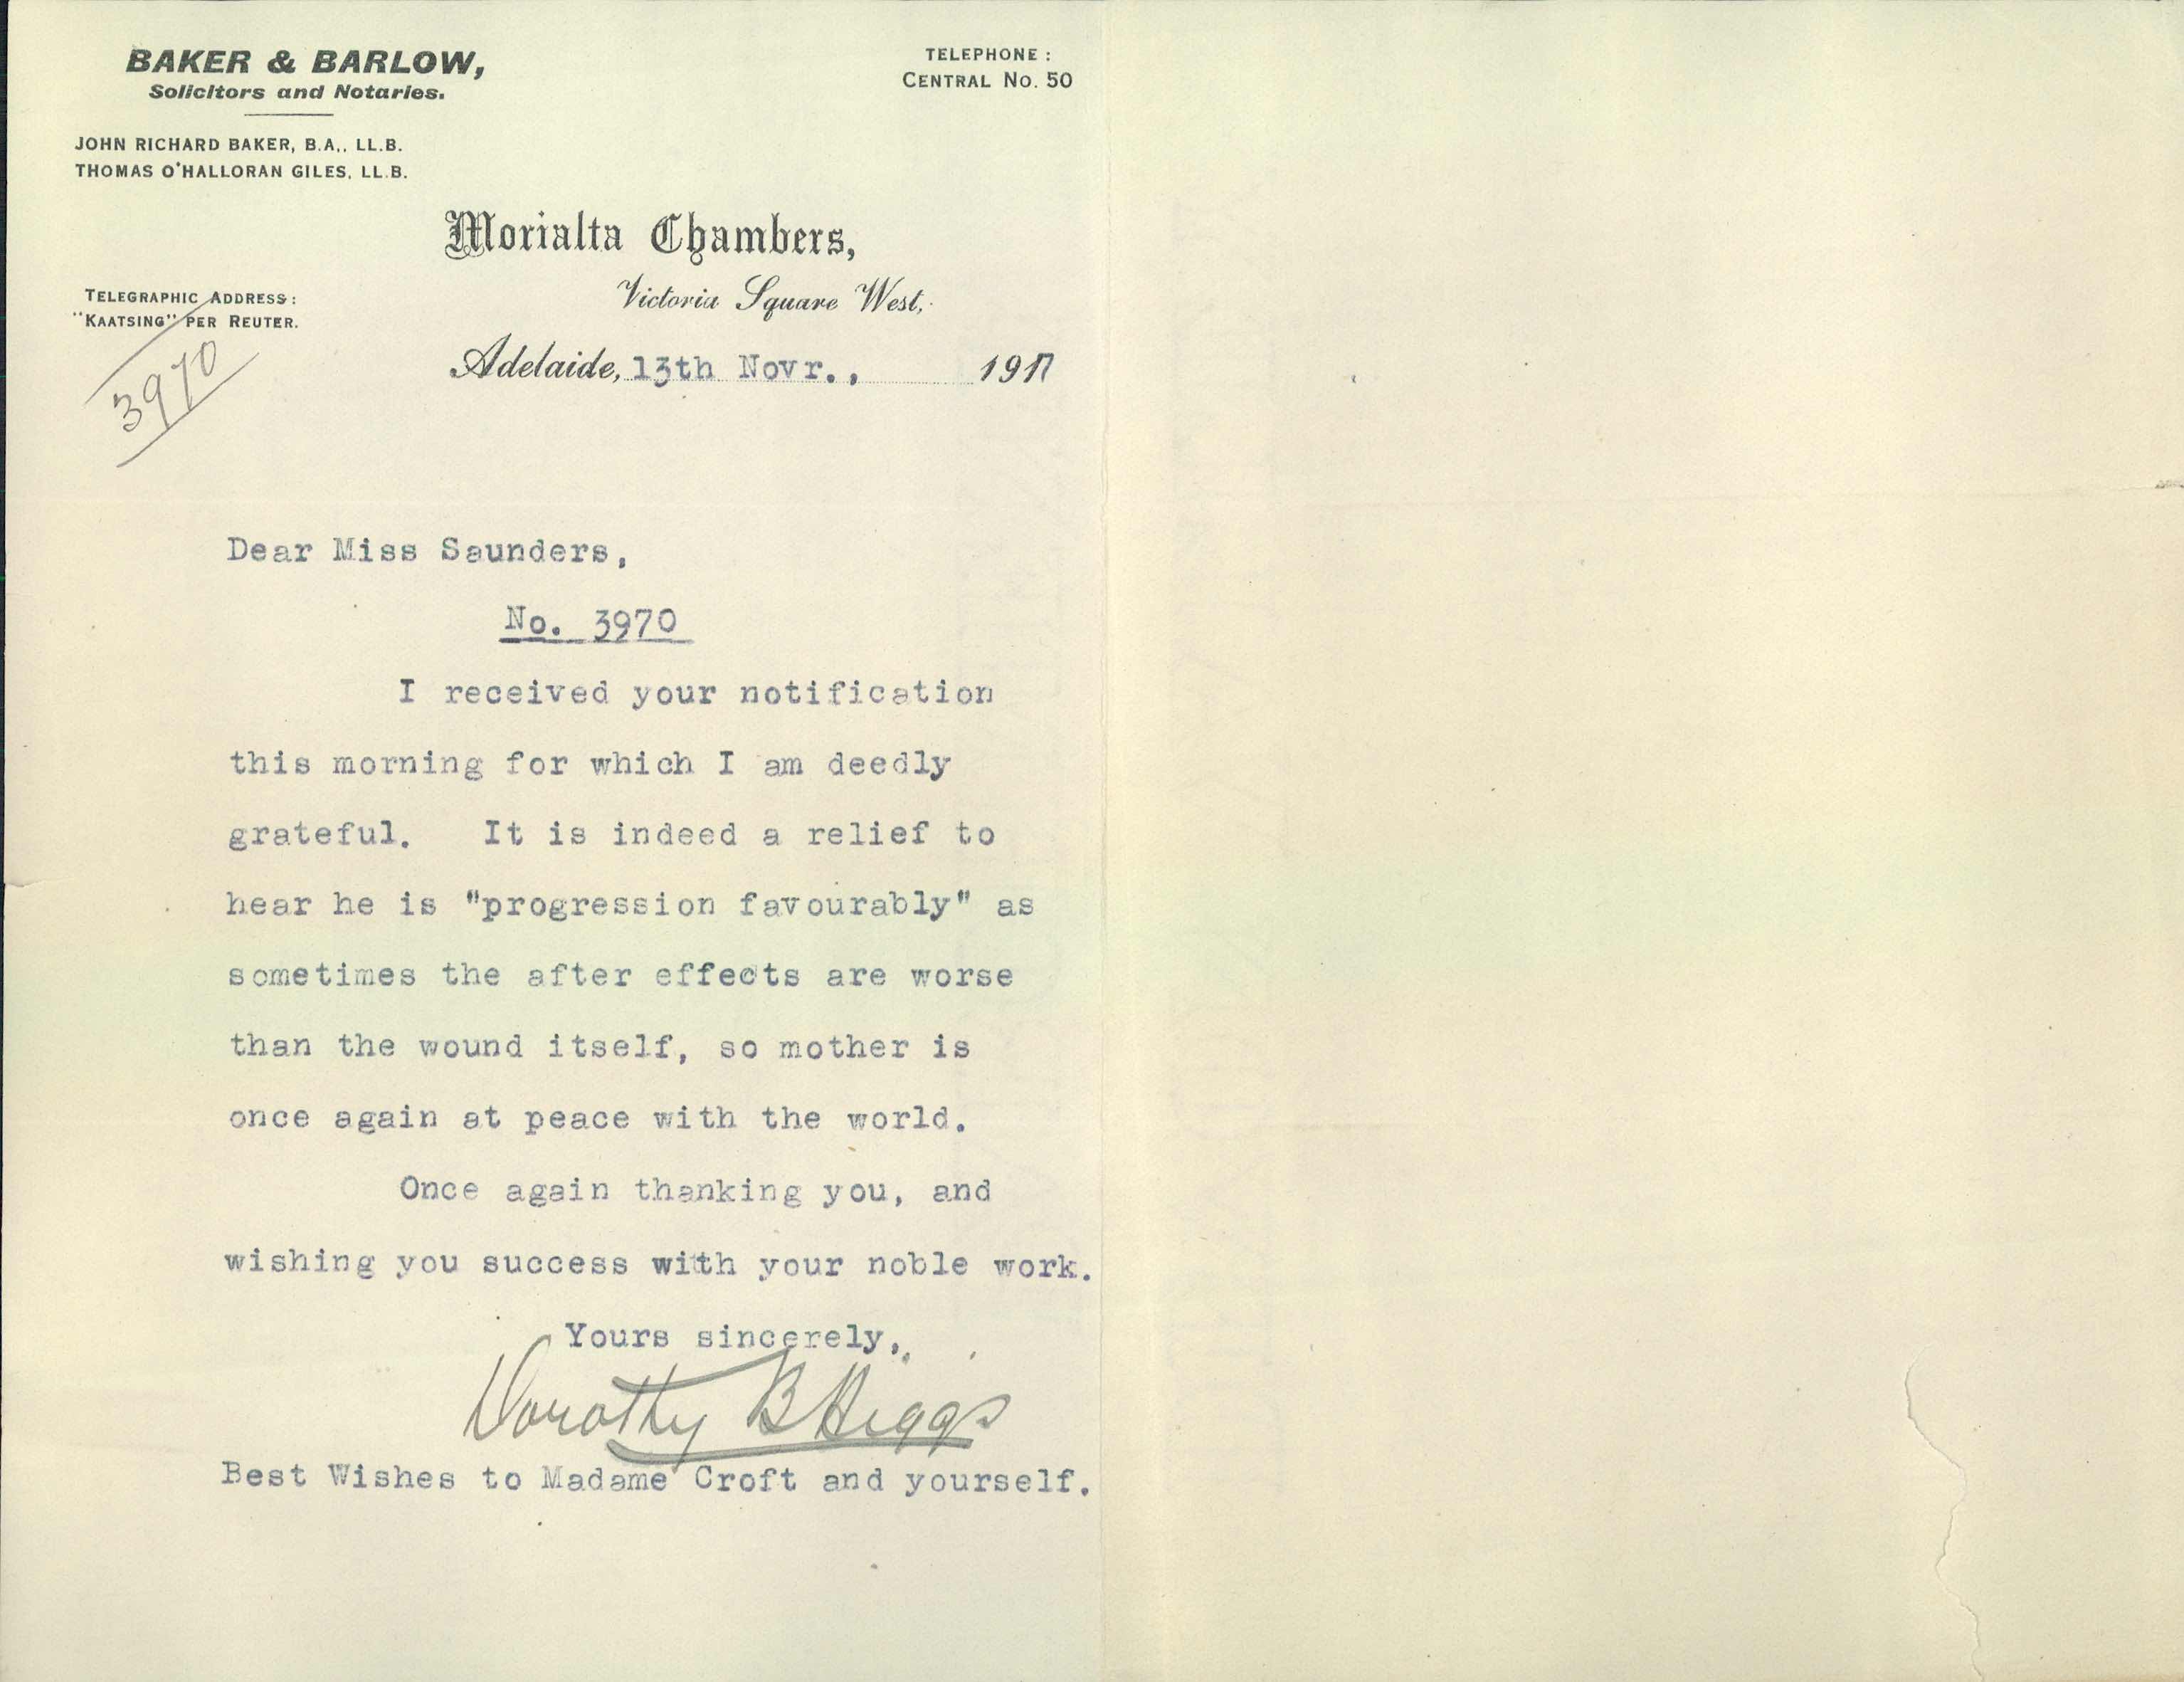 BAKER & BARLOW,
Solicitors and Notaries.
TELEPHONE :
CENTRAL No. 50
JOHN RICHARD BAKER, B.A., LL.B.
THOMAS O'HALLORAN GILES, LL.B.
Morialta Chambers,
Victoria Square West,
TELEGRAPHIC ADDRESS :
"KAATSING" PER REUTER.
3970
Adelaide, 13th Novr., 1917
Dear Miss Saunders,
No. 3970
I received your notification
this morning for which I am deedly
grateful. It is indeed a relief to
hear he is "progression favourably" as
sometimes the after effects are worse
than the wound itself, so mother is
once again at peace with the world.
Once again thanking you, and
wishing you success with your noble work.
Yours sincerely,
Dorothy B Higgs
Best Wishes to Madame Croft and yourself.